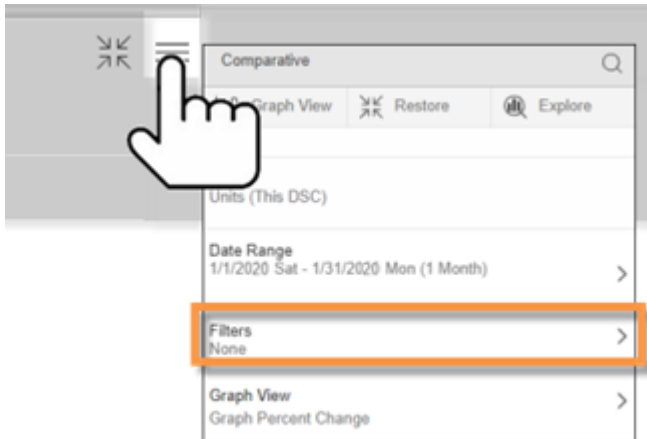 Comparative
Graph View Restore Explore
Units (This DSC)
Date Range
1/1/2020 Sat - 1/31/2020 Mon (1 Month)
Filters
None
Graph View
Graph Percent Change